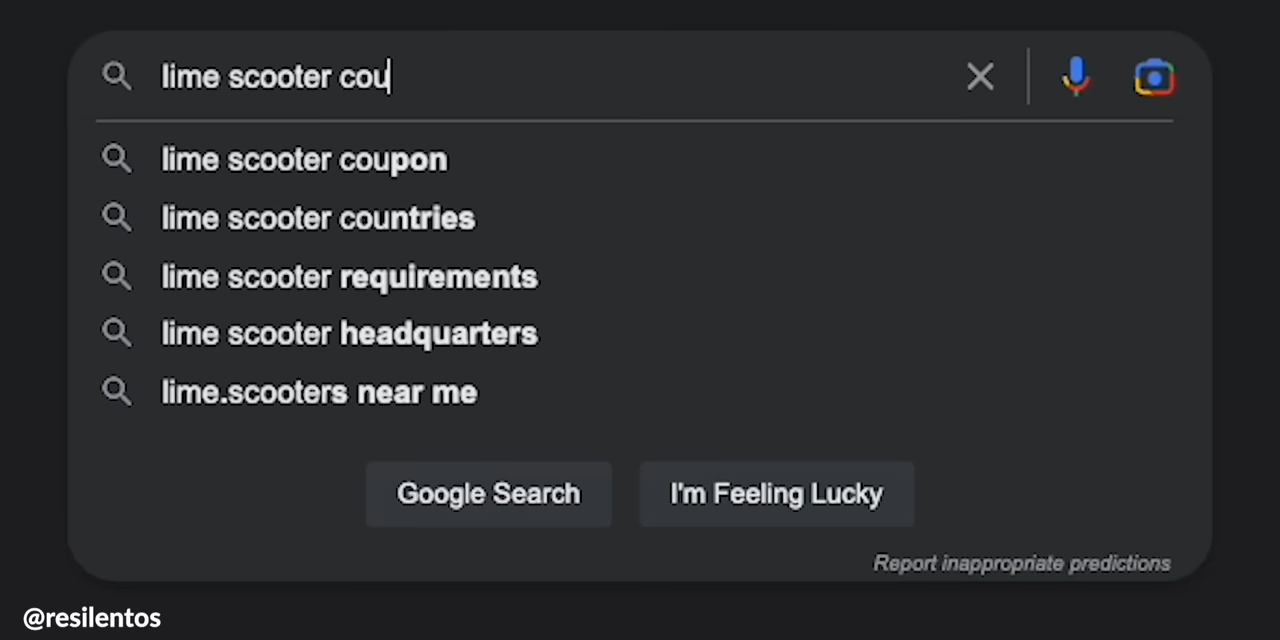 lime scooter cou
lime scooter coupon
lime scooter countries
lime scooter requirements
lime scooter headquarters
lime.scooters near me
Google Search
I'm Feeling Lucky
Report inappropriate predictions
@resilentos